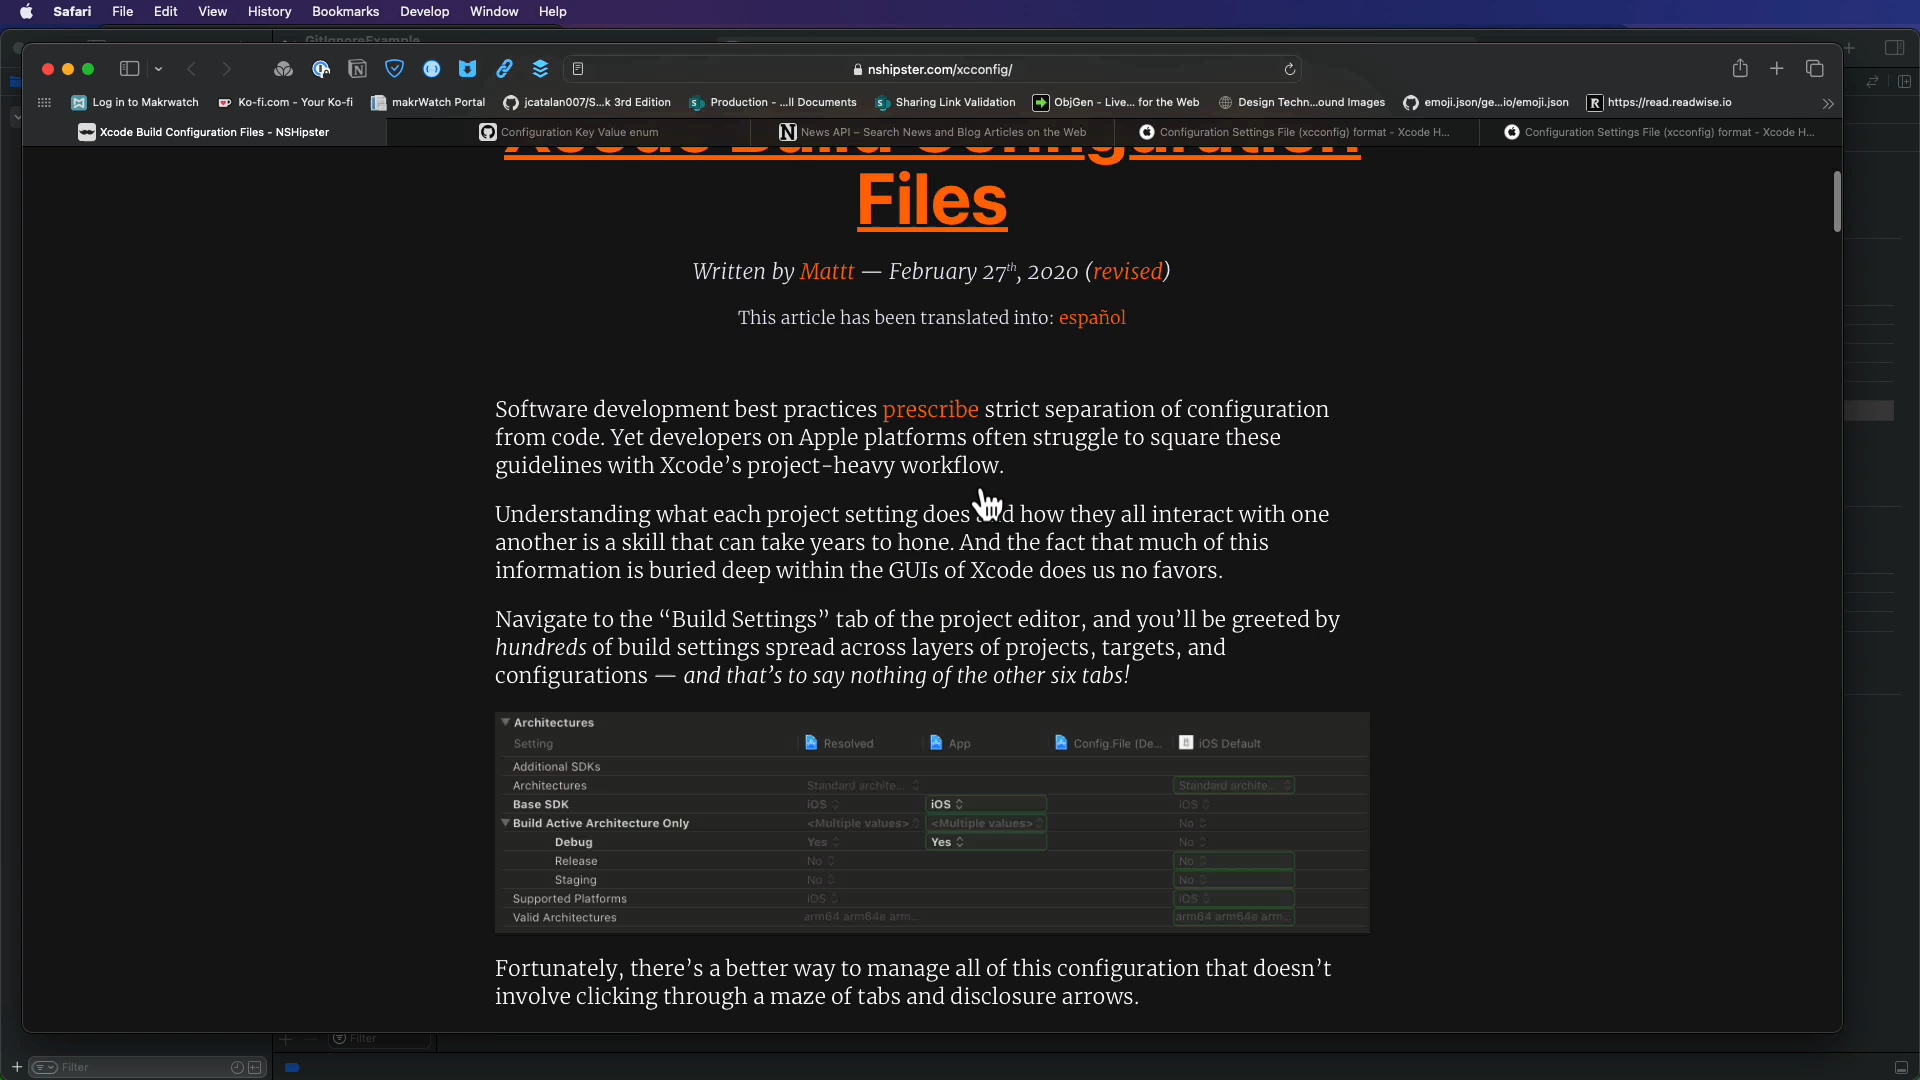 Safari File Edit View History Bookmarks Develop Window Help
GitIgnoreExample
nshipster.com/xcconfig/
Log in to Makrwatch Ko-fi.com - Your Ko-fi makrWatch Portal jcatalan007/S...k 3rd Edition Production - ...ll Documents Sharing Link Validation ObjGen - Live... for the Web Design Techn...ound Images emoji.json/ge...io/emoji.json https://read.readwise.io
Xcode Build Configuration Files - NSHipster Configuration Key Value enum News API – Search News and Blog Articles on the Web Configuration Settings File (xcconfig) format - Xcode H... Configuration Settings File (xcconfig) format - Xcode H...
Xcode Build Configuration
Files
Written by Mattt — February 27th, 2020 (revised)
This article has been translated into: español
Software development best practices prescribe strict separation of configuration
from code. Yet developers on Apple platforms often struggle to square these
guidelines with Xcode’s project-heavy workflow.
Understanding what each project setting does and how they all interact with one
another is a skill that can take years to hone. And the fact that much of this
information is buried deep within the GUIs of Xcode does us no favors.
Navigate to the “Build Settings” tab of the project editor, and you’ll be greeted by
hundreds of build settings spread across layers of projects, targets, and
configurations — and that’s to say nothing of the other six tabs!
Architectures
Setting Resolved App Config.File (De... iOS Default
Additional SDKs
Architectures Standard archite... Standard archite...
Base SDK iOS iOS iOS
Build Active Architecture Only <Multiple values> <Multiple values> No
Debug Yes Yes No
Release No No
Staging No No
Supported Platforms iOS iOS
Valid Architectures arm64 arm64e arm... arm64 arm64e arm...
Fortunately, there’s a better way to manage all of this configuration that doesn’t
involve clicking through a maze of tabs and disclosure arrows.
Filter
Filter